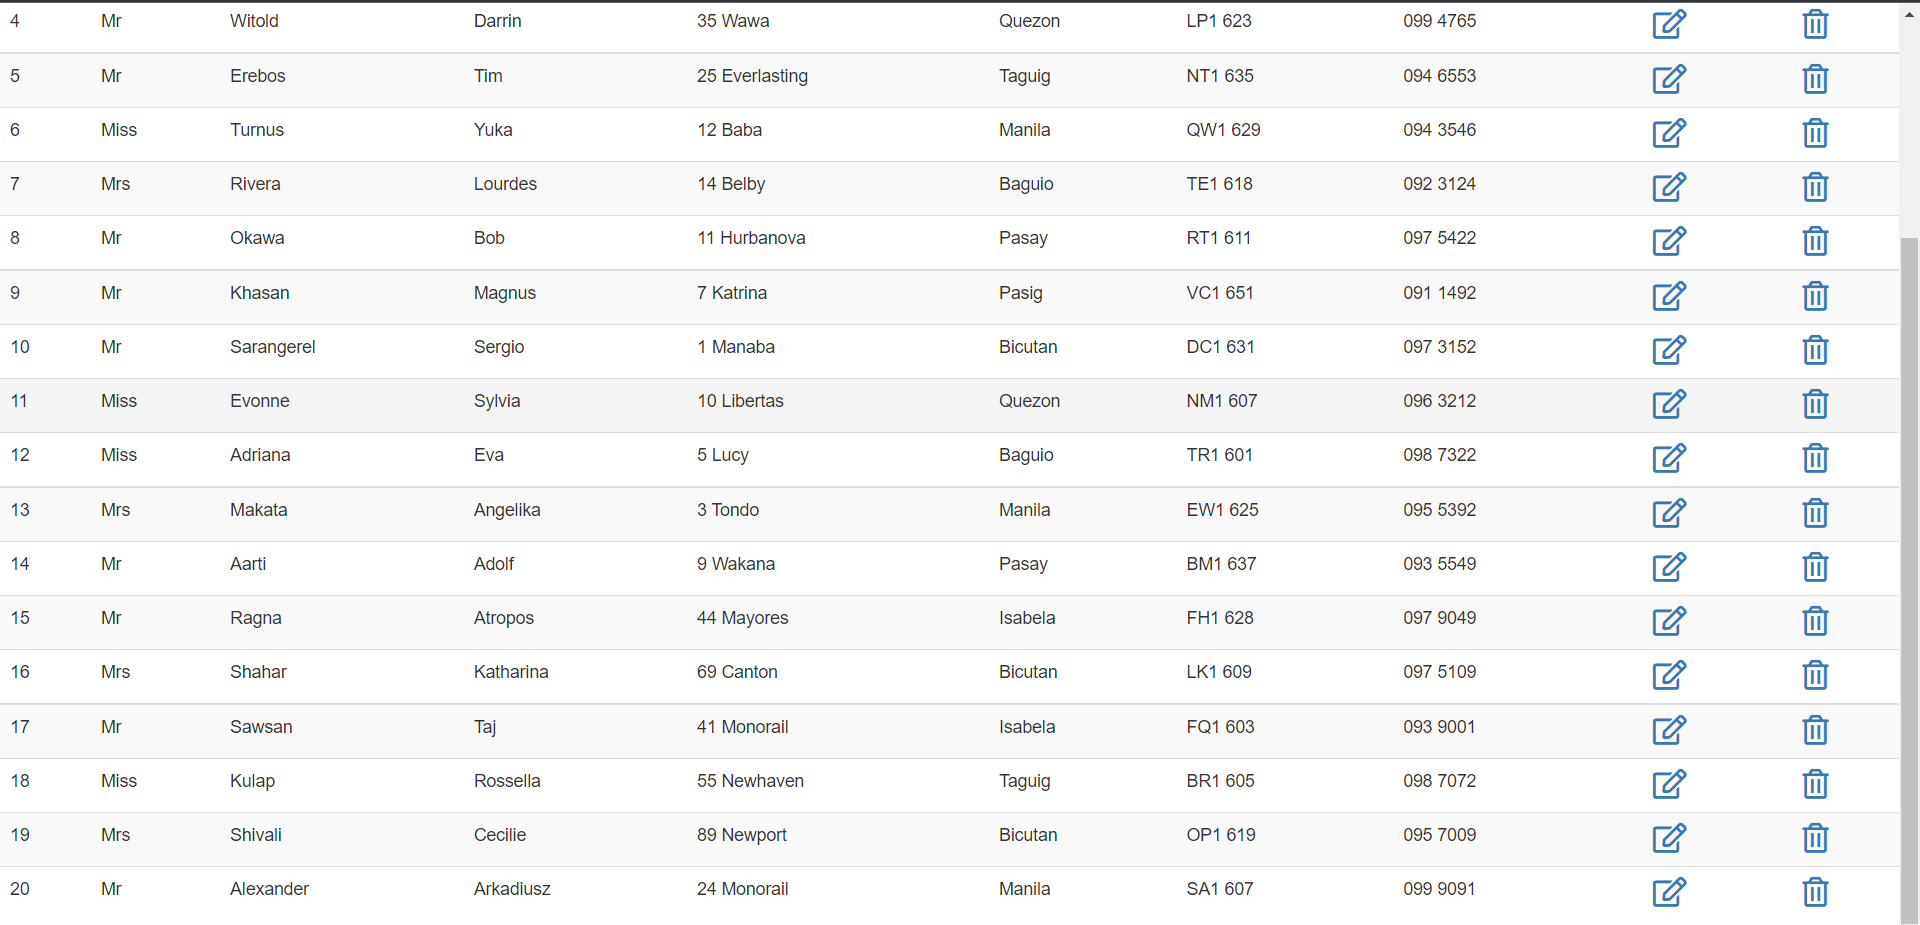 4 Mr Witold Darrin 35 Wawa Quezon LP1 623 099 4765
5 Mr Erebos Tim 25 Everlasting Taguig NT1 635 094 6553
6 Miss Turnus Yuka 12 Baba Manila QW1 629 094 3546
7 Mrs Rivera Lourdes 14 Belby Baguio TE1 618 092 3124
8 Mr Okawa Bob 11 Hurbanova Pasay RT1 611 097 5422
9 Mr Khasan Magnus 7 Katrina Pasig VC1 651 091 1492
10 Mr Sarangerel Sergio 1 Manaba Bicutan DC1 631 097 3152
11 Miss Evonne Sylvia 10 Libertas Quezon NM1 607 096 3212
12 Miss Adriana Eva 5 Lucy Baguio TR1 601 098 7322
13 Mrs Makata Angelika 3 Tondo Manila EW1 625 095 5392
14 Mr Aarti Adolf 9 Wakana Pasay BM1 637 093 5549
15 Mr Ragna Atropos 44 Mayores Isabela FH1 628 097 9049
16 Mrs Shahar Katharina 69 Canton Bicutan LK1 609 097 5109
17 Mr Sawsan Taj 41 Monorail Isabela FQ1 603 093 9001
18 Miss Kulap Rossella 55 Newhaven Taguig BR1 605 098 7072
19 Mrs Shivali Cecilie 89 Newport Bicutan OP1 619 095 7009
20 Mr Alexander Arkadiusz 24 Monorail Manila SA1 607 099 9091